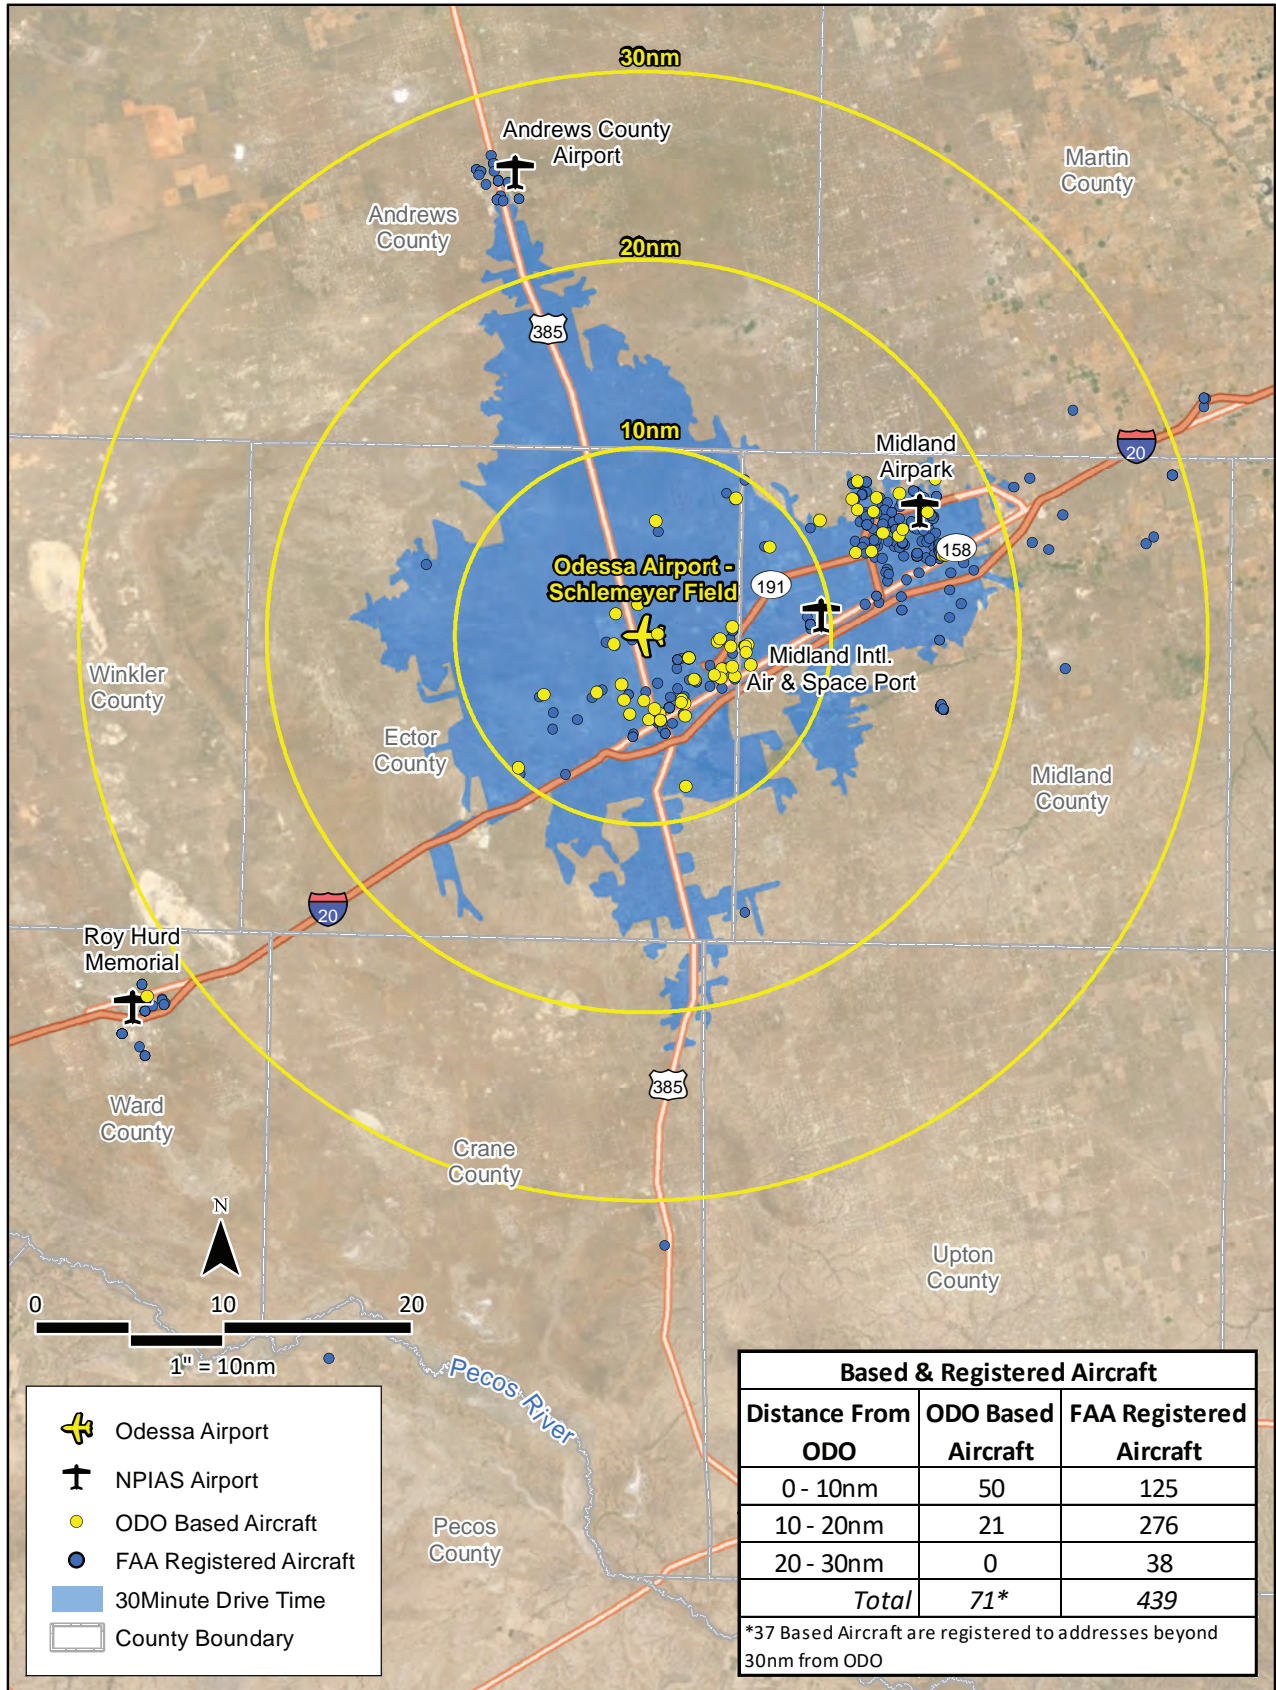 30nm
Andrews County
Airport
Martin
County
Andrews
County
20nm
385
10nm
Midland
Airpark
20
158
Odessa Airport -
Schlemeyer Field
191
Winkler
County
Midland Intl.
Air & Space Port
Ector
County
Midland
County
20
Roy Hurd
Memorial
385
Ward
County
Crane
County
N
Upton
County
0 10 20
1" = 10nm
Pecos River
Pecos
County
Odessa Airport
NPIAS Airport
ODO Based Aircraft
FAA Registered Aircraft
30Minute Drive Time
County Boundary
Based & Registered Aircraft
Distance From ODO Based FAA Registered
ODO Aircraft Aircraft
0 - 10nm 50 125
10 - 20nm 21 276
20 - 30nm 0 38
Total 71* 439
*37 Based Aircraft are registered to addresses beyond
30nm from ODO